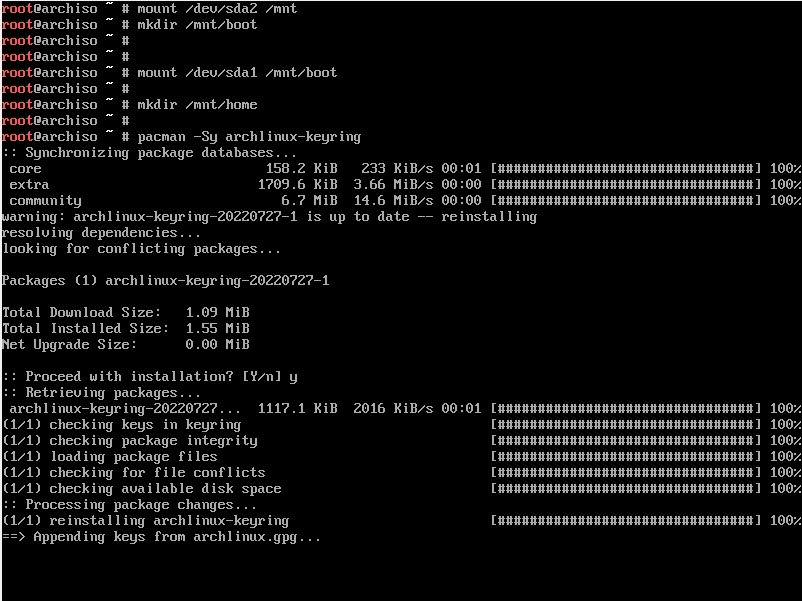 root@archiso ~ # mount /dev/sda2 /mnt
root@archiso ~ # mkdir /mnt/boot
root@archiso ~ #
root@archiso ~ #
root@archiso ~ # mount /dev/sda1 /mnt/boot
root@archiso ~ #
root@archiso ~ # mkdir /mnt/home
root@archiso ~ #
root@archiso ~ # pacman -Sy archlinux-keyring
:: Synchronizing package databases...
 core                            158.2 KiB   233 KiB/s 00:01 [################################] 100%
 extra                          1709.6 KiB  3.66 MiB/s 00:00 [################################] 100%
 community                         6.7 MiB  14.6 MiB/s 00:00 [################################] 100%
warning: archlinux-keyring-20220727-1 is up to date -- reinstalling
resolving dependencies...
looking for conflicting packages...

Packages (1) archlinux-keyring-20220727-1

Total Download Size:   1.09 MiB
Total Installed Size:  1.55 MiB
Net Upgrade Size:      0.00 MiB

:: Proceed with installation? [Y/n] y
:: Retrieving packages...
 archlinux-keyring-20220727...  1117.1 KiB  2016 KiB/s 00:01 [################################] 100%
(1/1) checking keys in keyring                               [################################] 100%
(1/1) checking package integrity                             [################################] 100%
(1/1) loading package files                                  [################################] 100%
(1/1) checking for file conflicts                            [################################] 100%
(1/1) checking available disk space                          [################################] 100%
:: Processing package changes...
(1/1) reinstalling archlinux-keyring                         [################################] 100%
==> Appending keys from archlinux.gpg...